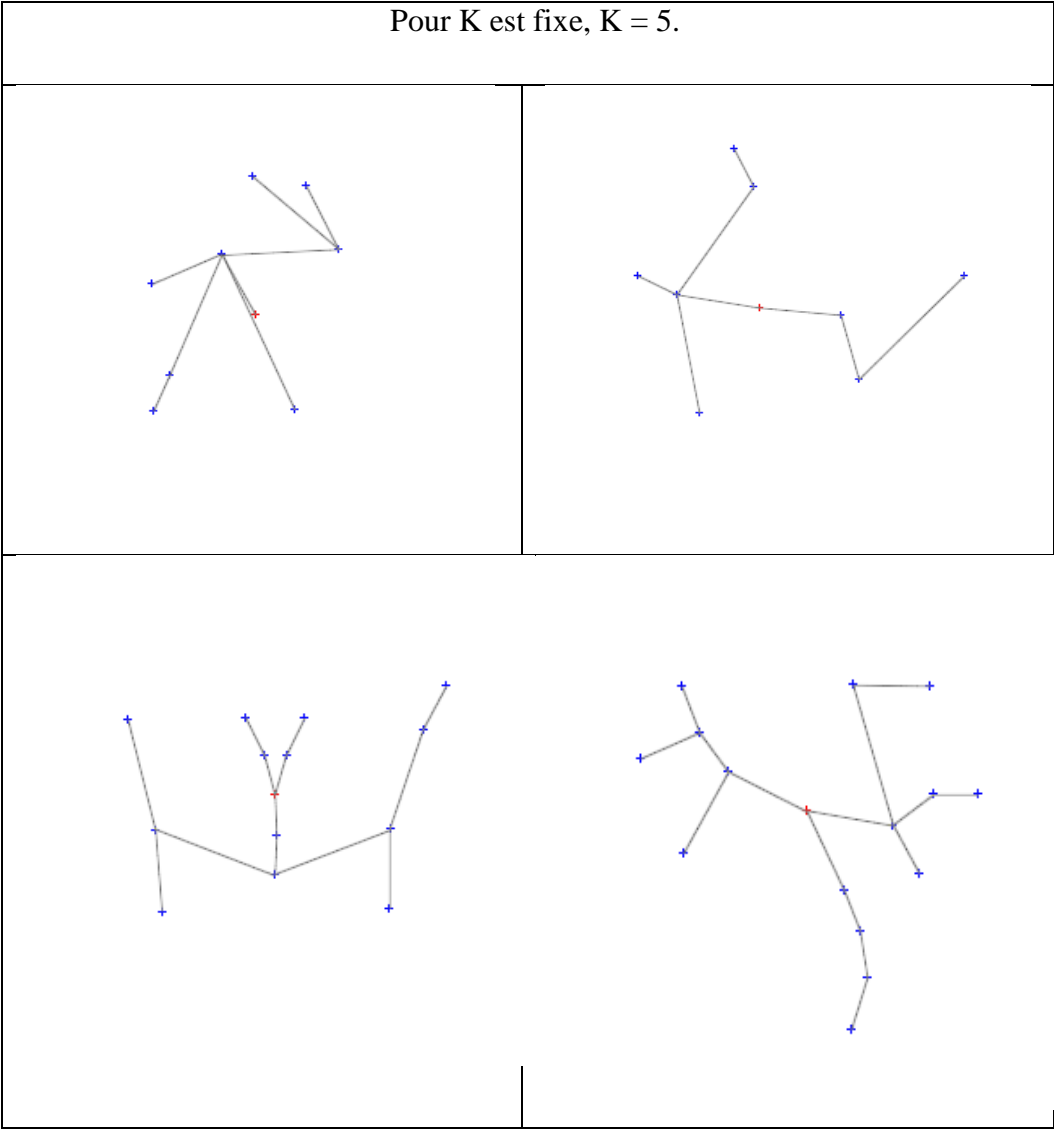 Pour K est fixe, K = 5.